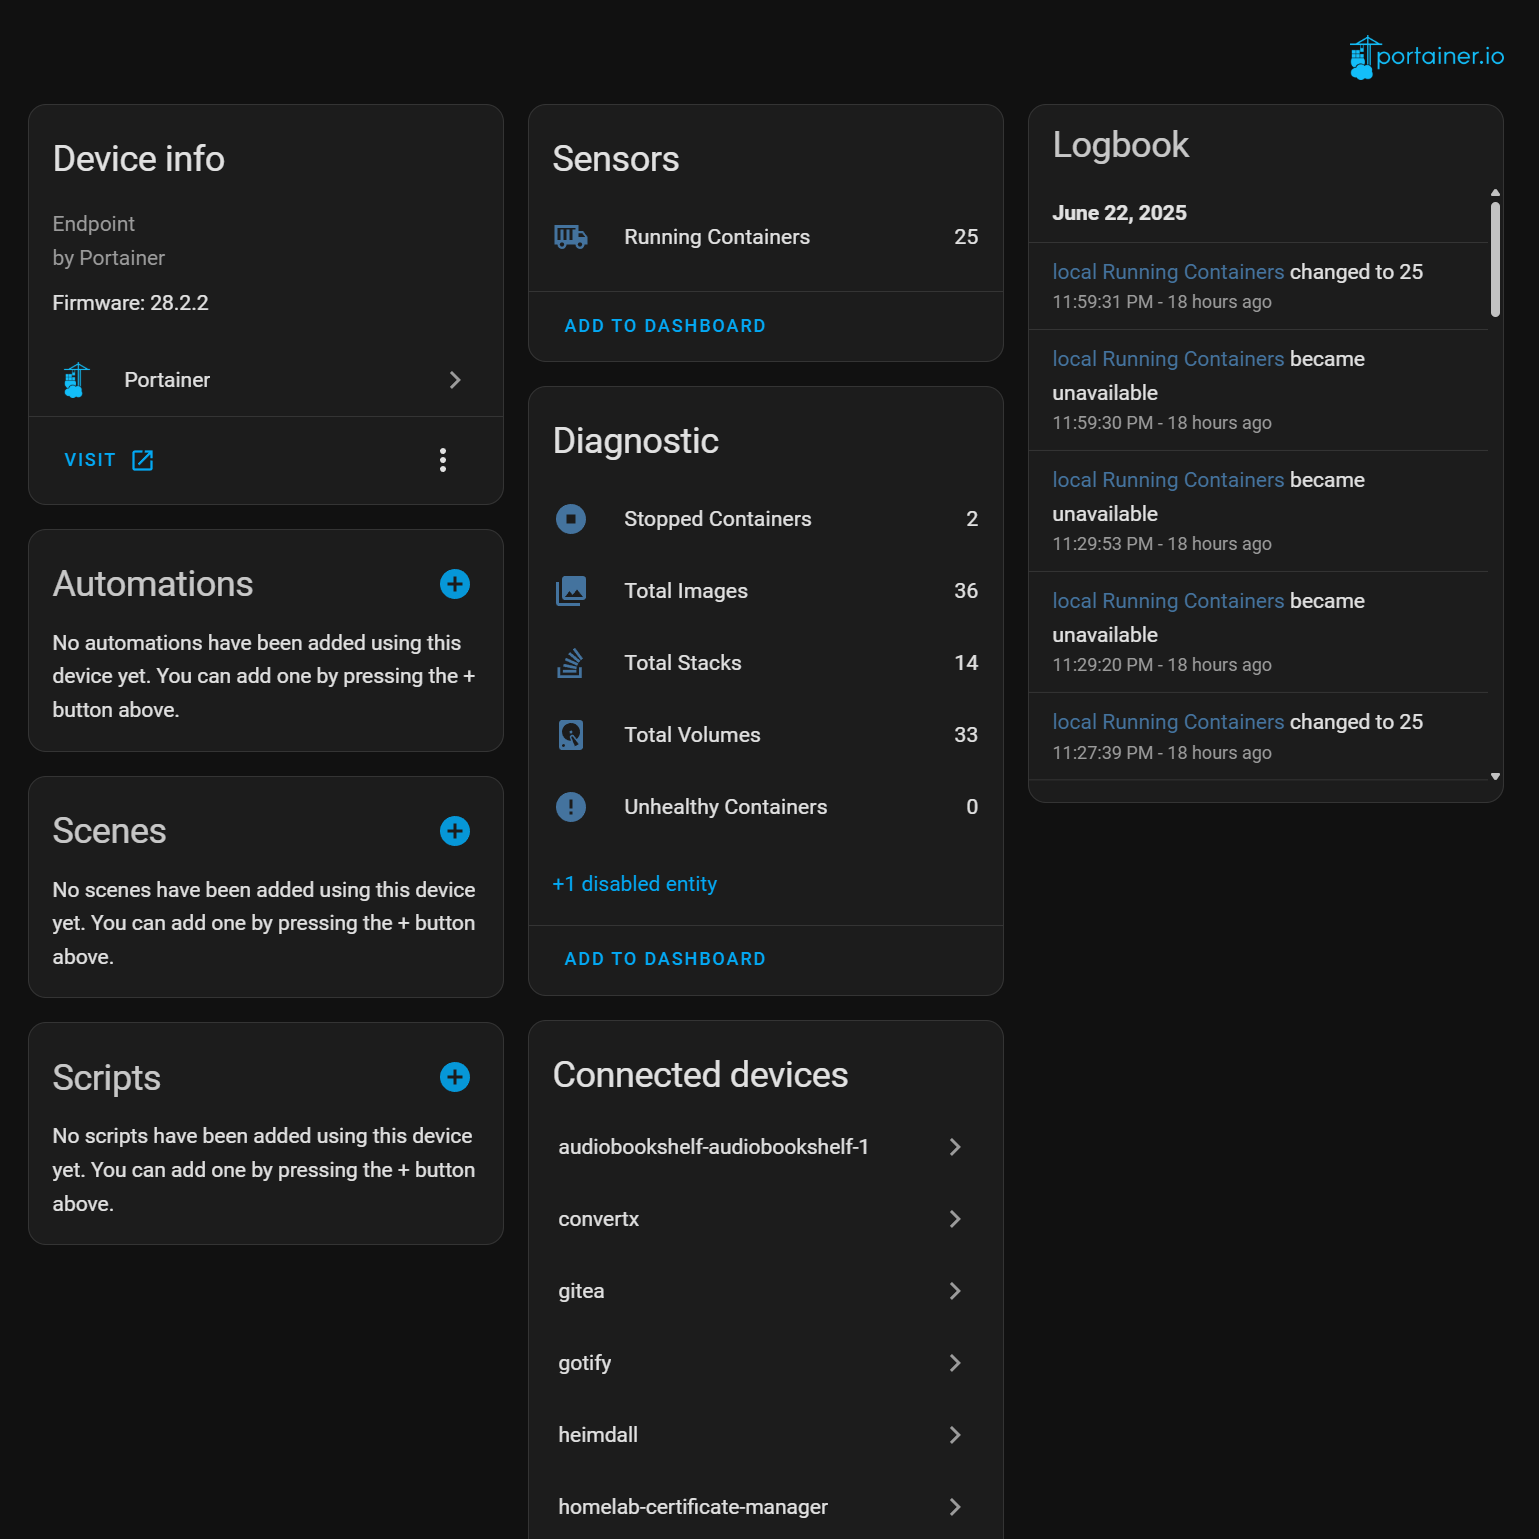 portainer.io
Device info
Endpoint
by Portainer
Firmware: 28.2.2
Portainer
VISIT
Automations
No automations have been added using this
device yet. You can add one by pressing the +
button above.
Scenes
No scenes have been added using this device
yet. You can add one by pressing the + button
above.
Scripts
No scripts have been added using this device
yet. You can add one by pressing the + button
above.
Sensors
Running Containers 25
ADD TO DASHBOARD
Diagnostic
Stopped Containers 2
Total Images 36
Total Stacks 14
Total Volumes 33
Unhealthy Containers 0
+1 disabled entity
ADD TO DASHBOARD
Connected devices
audiobookshelf-audiobookshelf-1
convertx
gitea
gotify
heimdall
homelab-certificate-manager
Logbook
June 22, 2025
local Running Containers changed to 25
11:59:31 PM - 18 hours ago
local Running Containers became
unavailable
11:59:30 PM - 18 hours ago
local Running Containers became
unavailable
11:29:53 PM - 18 hours ago
local Running Containers became
unavailable
11:29:20 PM - 18 hours ago
local Running Containers changed to 25
11:27:39 PM - 18 hours ago